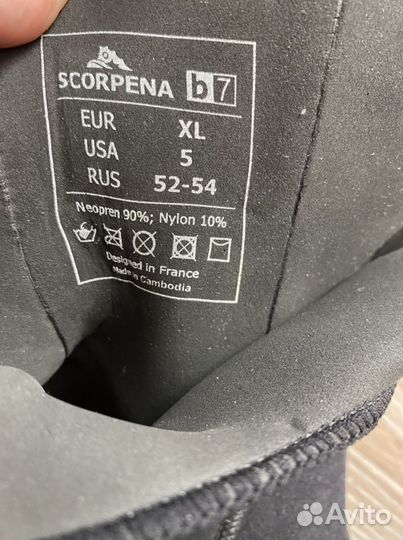 SCORPENA b7
EUR XL
USA 5
RUS 52-54
Neopren 90%; Nylon 10%
Designed in France
Made in Cambodia
Avito